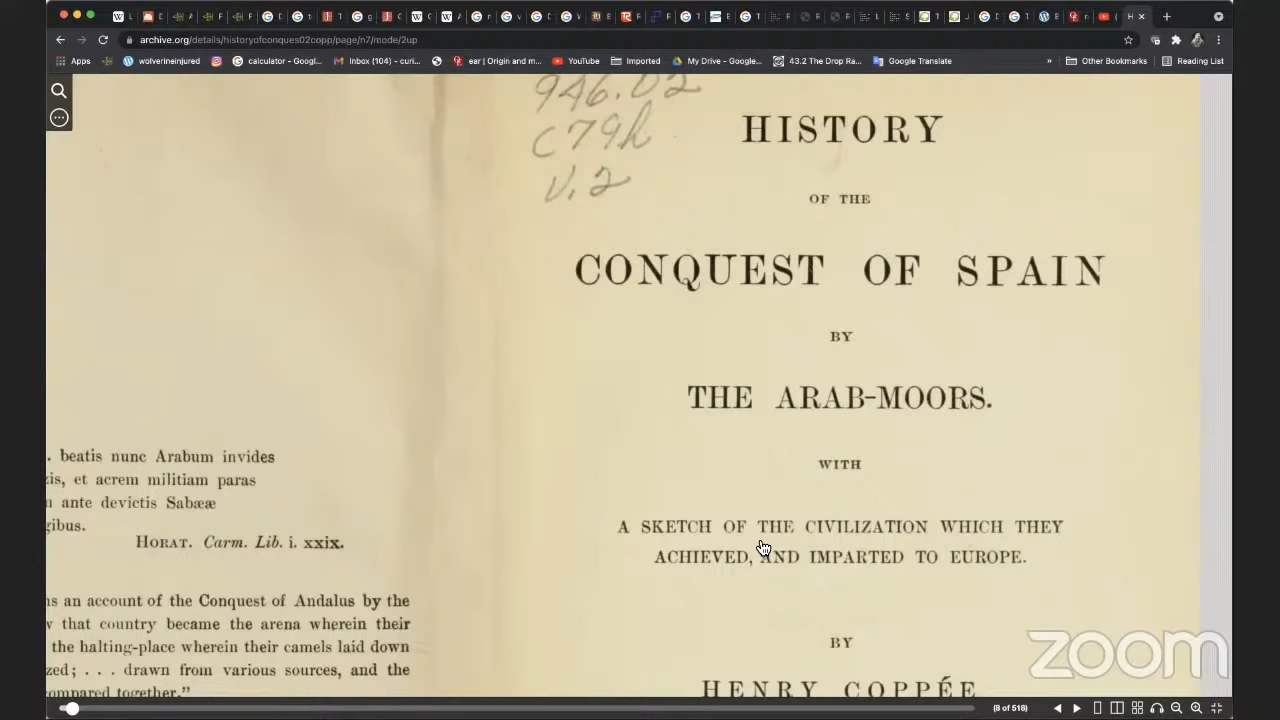 archive.org/details/historyofconques02copp/page/n7/mode/2up
Apps
wolverineinjured
calculator - Googl...
Inbox (104) - curi...
ear | Origin and m...
YouTube
Imported
My Drive - Google...
43.2 The Drop Ra...
Google Translate
»
Other Bookmarks
Reading List
. beatis nunc Arabum invides
zis, et acrem militiam paras
n ante devictis Sabææ
gibus.
HORAT. Carm. Lib. i. xxix.
ns an account of the Conquest of Andalus by the
that country became the arena wherein their
the halting-place wherein their camels laid down
zed; . . . drawn from various sources, and the
compared together."
946.02
C79h
V.2
HISTORY
OF THE
CONQUEST OF SPAIN
BY
THE ARAB-MOORS.
WITH
A SKETCH OF THE CIVILIZATION WHICH THEY
ACHIEVED, AND IMPARTED TO EUROPE.
BY
HENRY COPPÉE
zoom
(8 of 518)